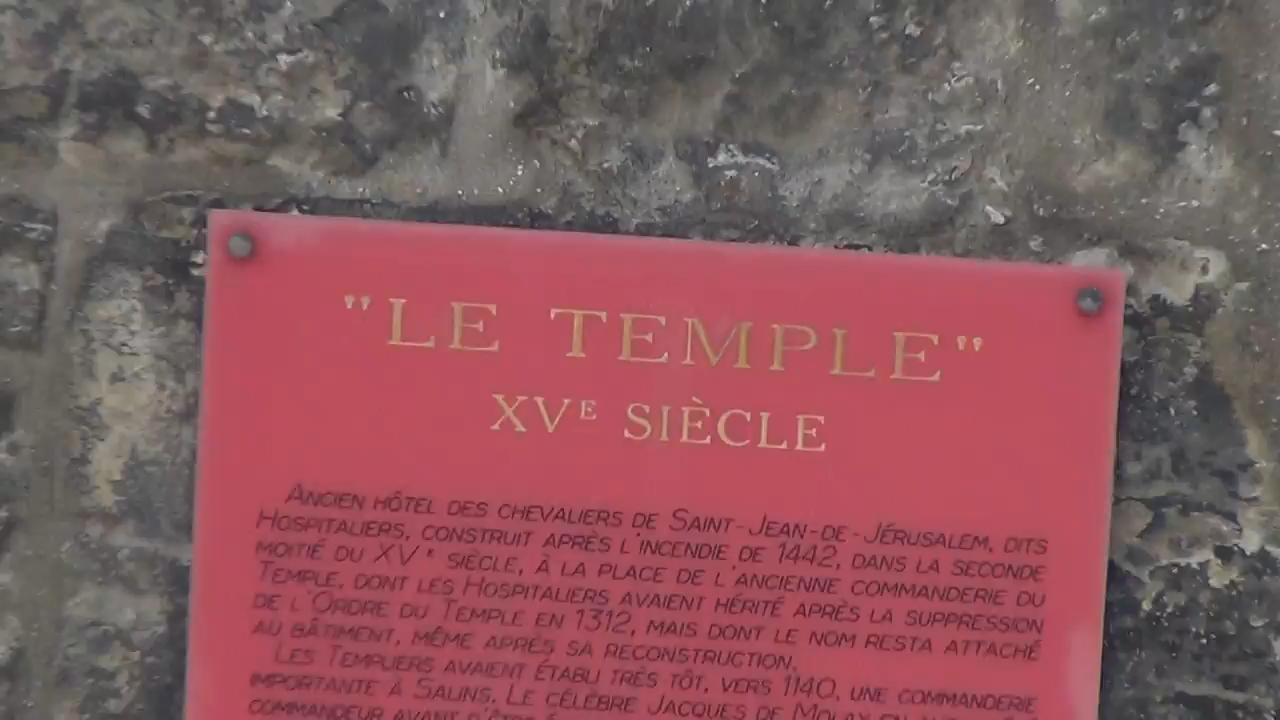 "LE TEMPLE"
XVE SIÈCLE
ANCIEN HÔTEL DES CHEVALIERS DE SAINT-JEAN-DE-JÉRUSALEM, DITS
HOSPITALIERS, CONSTRUIT APRÈS L'INCENDIE DE 1442, DANS LA SECONDE
MOITIÉ DU XVe SIÈCLE, À LA PLACE DE L'ANCIENNE COMMANDERIE DU
TEMPLE, DONT LES HOSPITALIERS AVAIENT HÉRITÉ APRÈS LA SUPPRESSION
DE L'ORDRE DU TEMPLE EN 1312, MAIS DONT LE NOM RESTA ATTACHÉ
AU BÂTIMENT, MÊME APRÈS SA RECONSTRUCTION.
LES TEMPLIERS AVAIENT ÉTABLI TRÈS TÔT, VERS 1140, UNE COMMANDERIE
IMPORTANTE À SALINS. LE CÉLÈBRE JACQUES DE MOLAY EN
COMMANDEUR AVANT D'ÊTRE